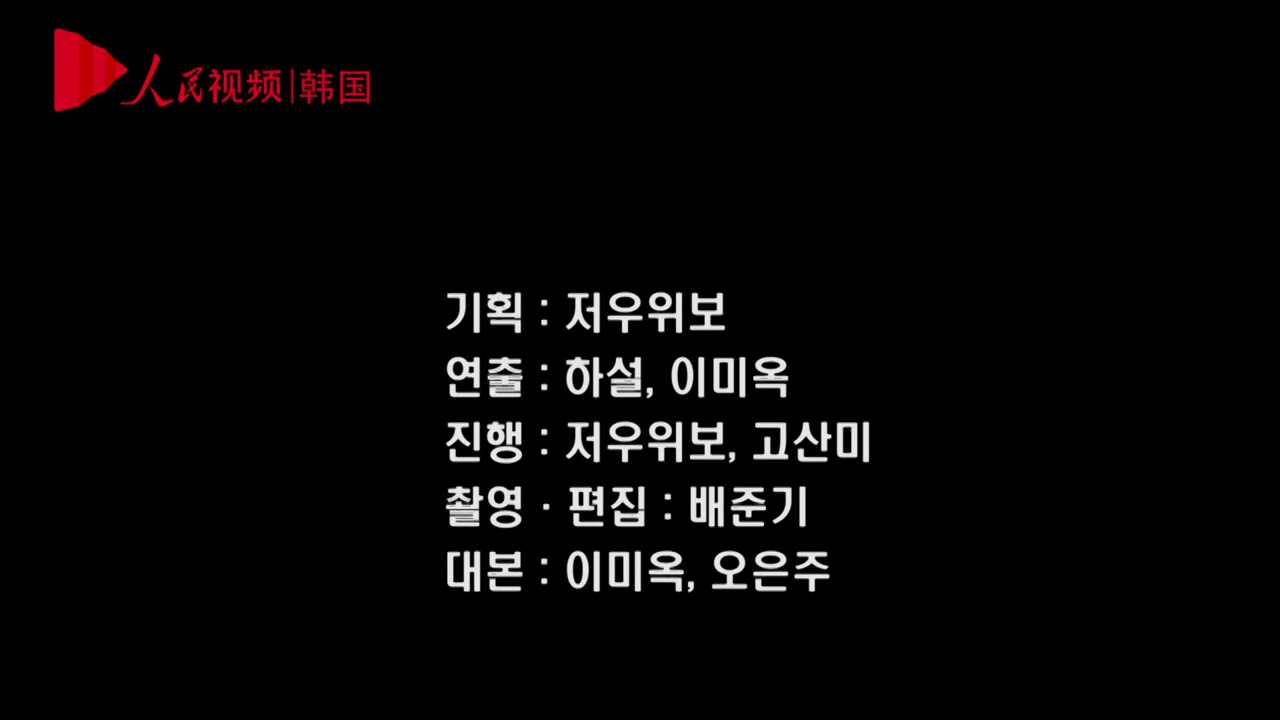 人民视频|韩国
기획 : 저우위보
연출 : 하설, 이미옥
진행 : 저우위보, 고산미
촬영 · 편집 : 배준기
대본 : 이미옥, 오은주